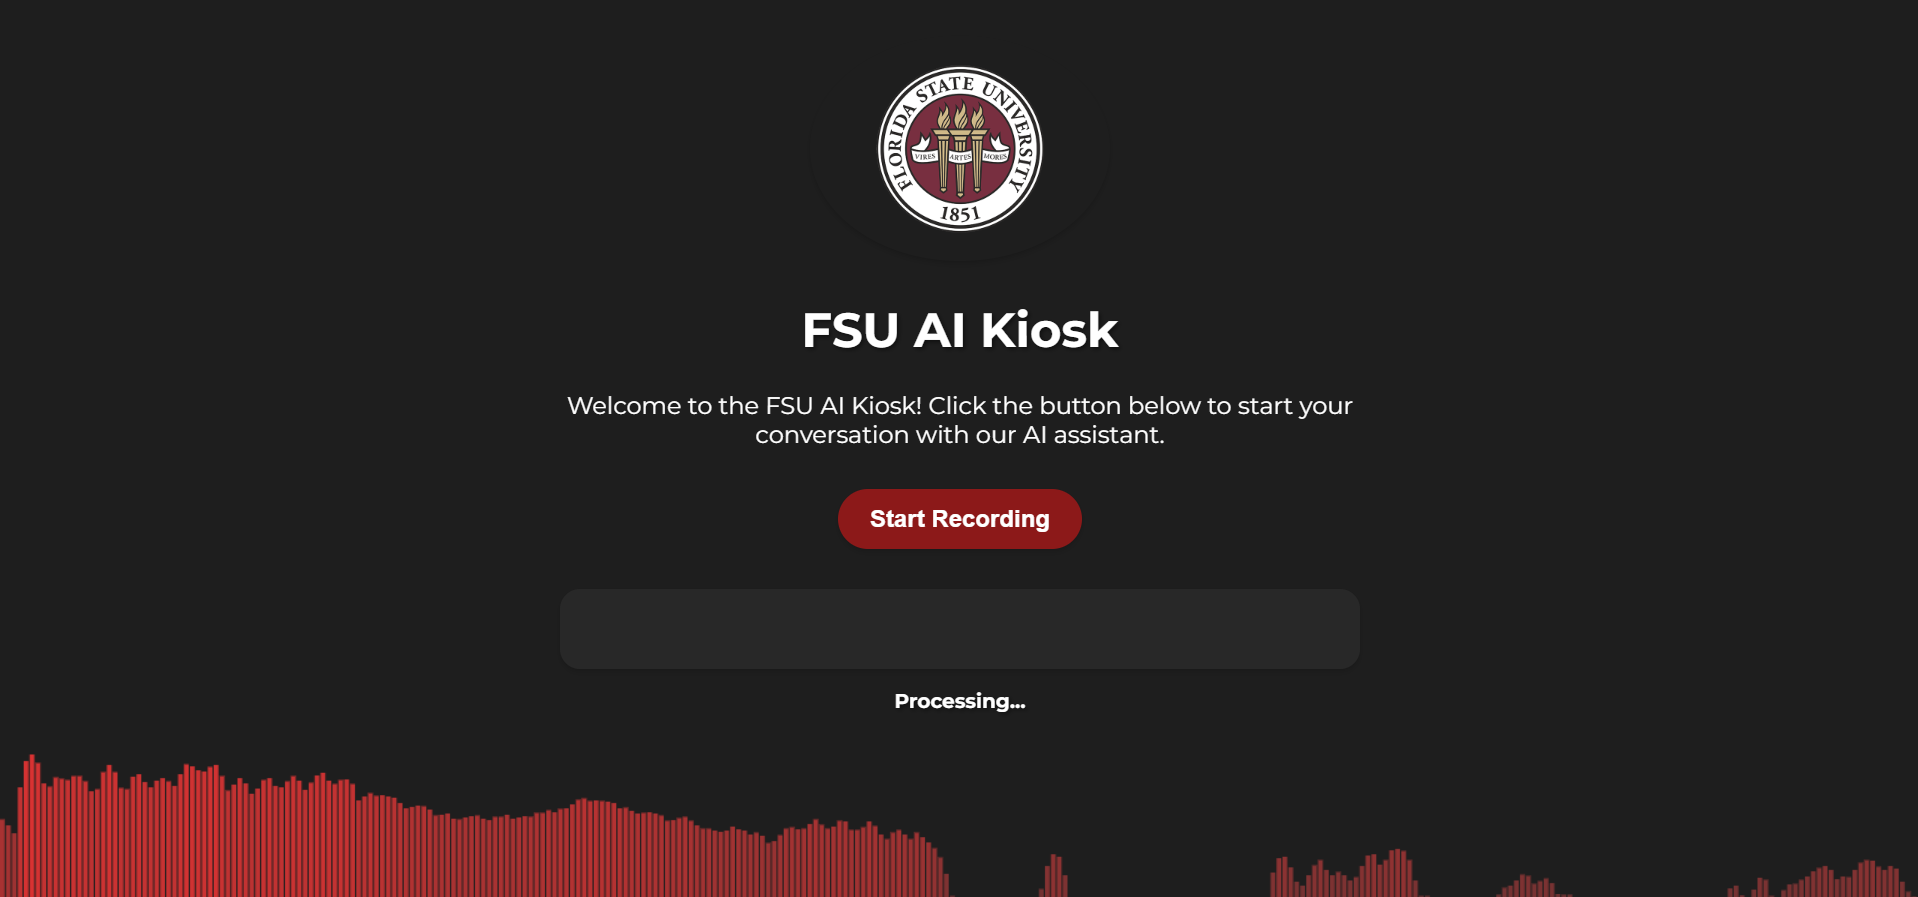 FLORIDA STATE UNIVERSITY
VIRES ARTES MORES
1851
FSU AI Kiosk
Welcome to the FSU AI Kiosk! Click the button below to start your
conversation with our AI assistant.
Start Recording
Processing...